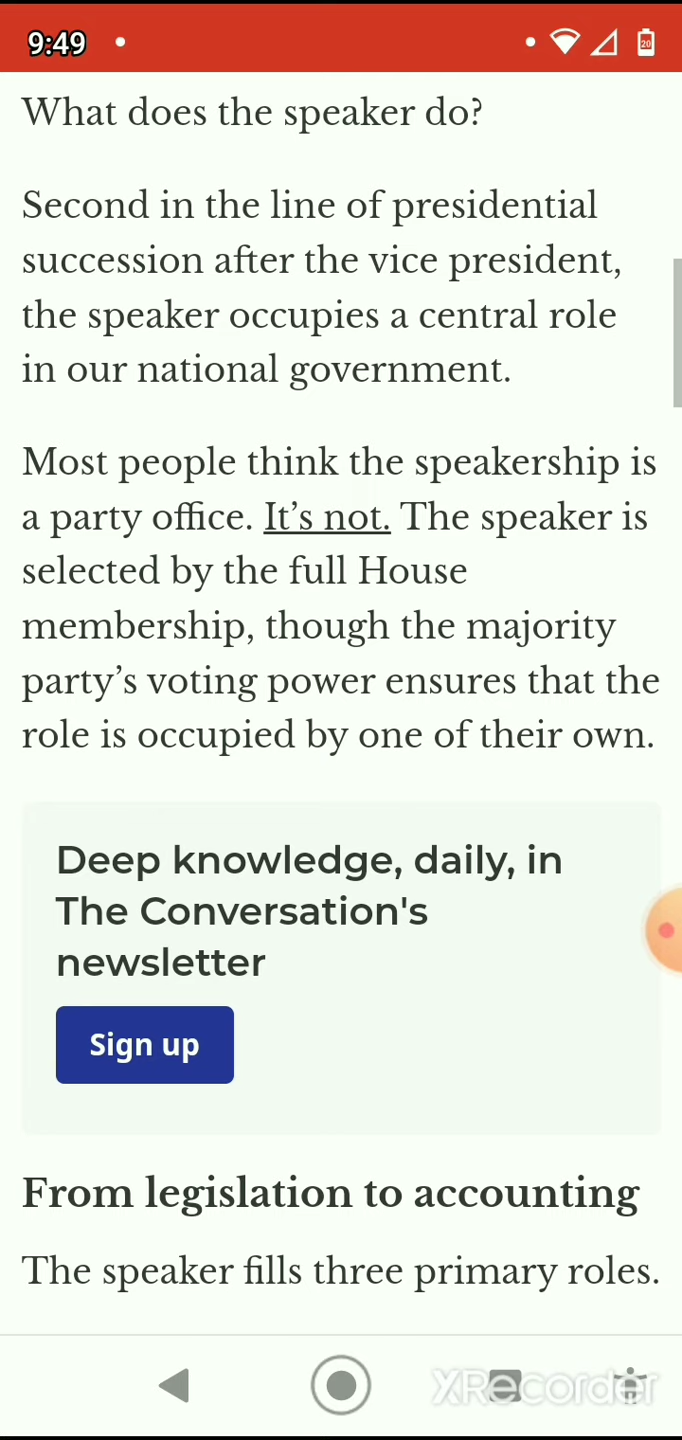 9:49
20
What does the speaker do?
Second in the line of presidential
succession after the vice president,
the speaker occupies a central role
in our national government.
Most people think the speakership is
a party office. It’s not. The speaker is
selected by the full House
membership, though the majority
party’s voting power ensures that the
role is occupied by one of their own.
Deep knowledge, daily, in
The Conversation's
newsletter
Sign up
From legislation to accounting
The speaker fills three primary roles.
XRecorder